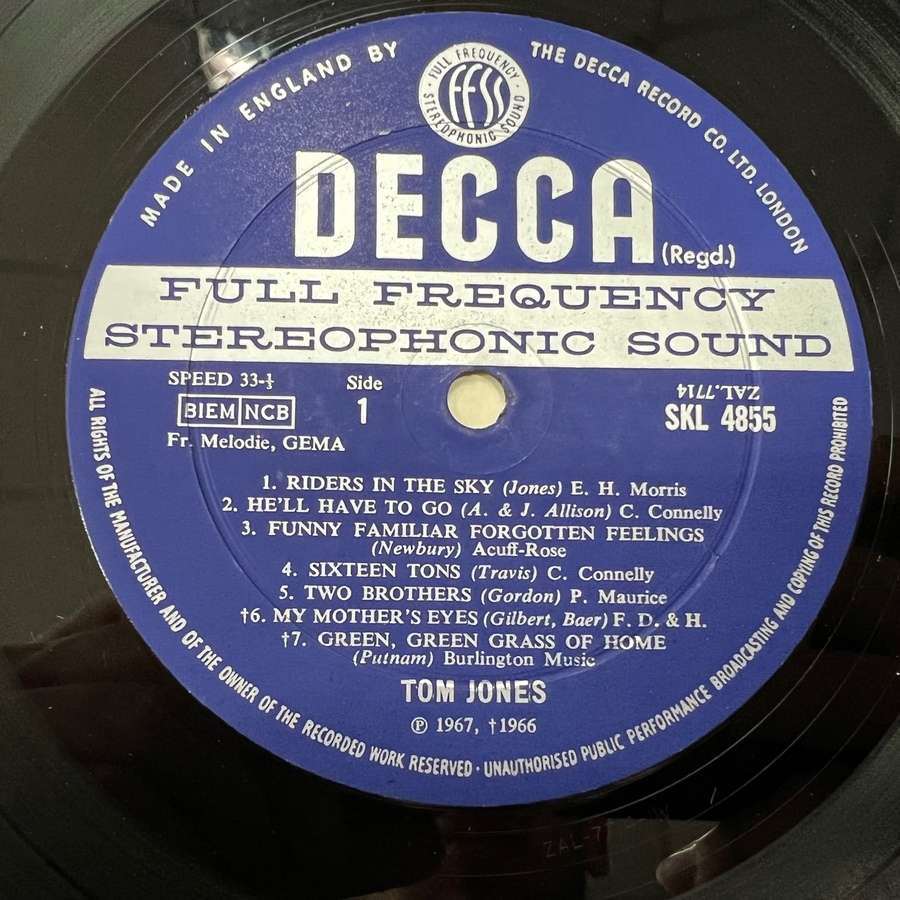 MADE IN ENGLAND BY
THE DECCA RECORD CO. LTD. LONDON
FULL FREQUENCY
FFSS
STEREOPHONIC SOUND
DECCA
(Regd.)
FULL FREQUENCY
STEREOPHONIC SOUND
SPEED 33-⅓
BIEM NCB
Fr. Melodie, GEMA
Side
1
ZAL.7714
SKL 4855
1. RIDERS IN THE SKY (Jones) E. H. Morris
2. HE'LL HAVE TO GO (A. & J. Allison) C. Connelly
3. FUNNY FAMILIAR FORGOTTEN FEELINGS
(Newbury) Acuff-Rose
4. SIXTEEN TONS (Travis) C. Connelly
5. TWO BROTHERS (Gordon) P. Maurice
†6. MY MOTHER'S EYES (Gilbert, Baer) F. D. & H.
†7. GREEN, GREEN GRASS OF HOME
(Putnam) Burlington Music
TOM JONES
℗ 1967, †1966
ALL RIGHTS OF THE MANUFACTURER AND OF THE OWNER OF THE RECORDED WORK RESERVED · UNAUTHORISED PUBLIC PERFORMANCE BROADCASTING AND COPYING OF THIS RECORD PROHIBITED